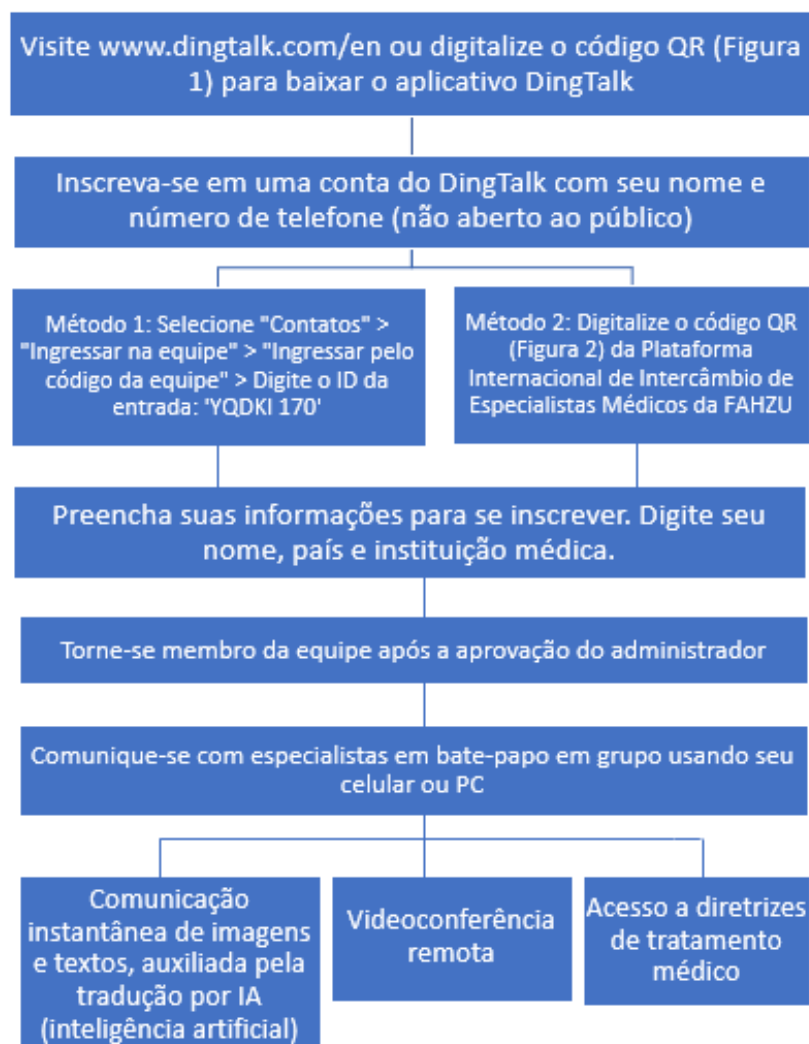 Visite www.dingtalk.com/en ou digitalize o código QR (Figura
1) para baixar o aplicativo DingTalk
Inscreva-se em uma conta do DingTalk com seu nome e
número de telefone (não aberto ao público)
Método 1: Selecione "Contatos" >
"Ingressar na equipe" > "Ingressar pelo
código da equipe" > Digite o ID da
entrada: 'YQDKI 170'
Método 2: Digitalize o código QR
(Figura 2) da Plataforma
Internacional de Intercâmbio de
Especialistas Médicos da FAHZU
Preencha suas informações para se inscrever. Digite seu
nome, país e instituição médica.
Torne-se membro da equipe após a aprovação do administrador
Comunique-se com especialistas em bate-papo em grupo usando seu
celular ou PC
Comunicação
instantânea de imagens
e textos, auxiliada pela
tradução por IA
(inteligência artificial)
Videoconferência
remota
Acesso a diretrizes
de tratamento
médico